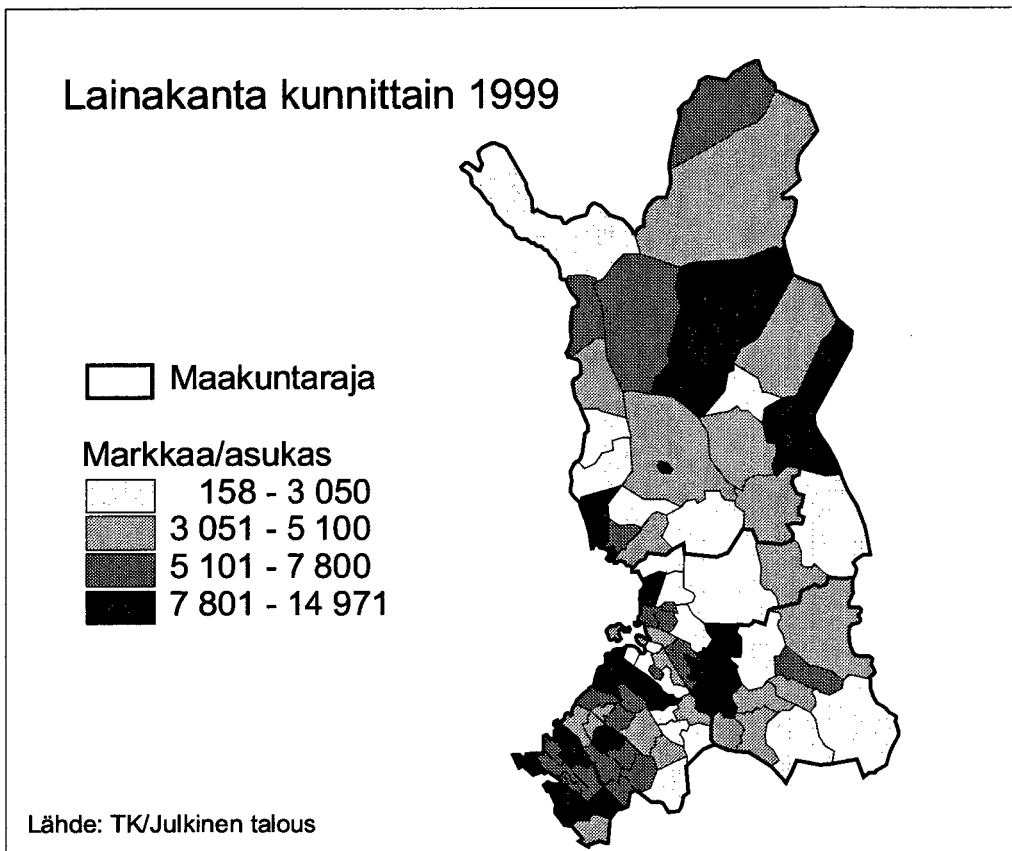 Lainakanta kunnittain 1999
Maakuntaraja
Markkaa/asukas
158 - 3 050
3 051 - 5 100
5 101 - 7 800
7 801 - 14 971
Lähde: TK/Julkinen talous